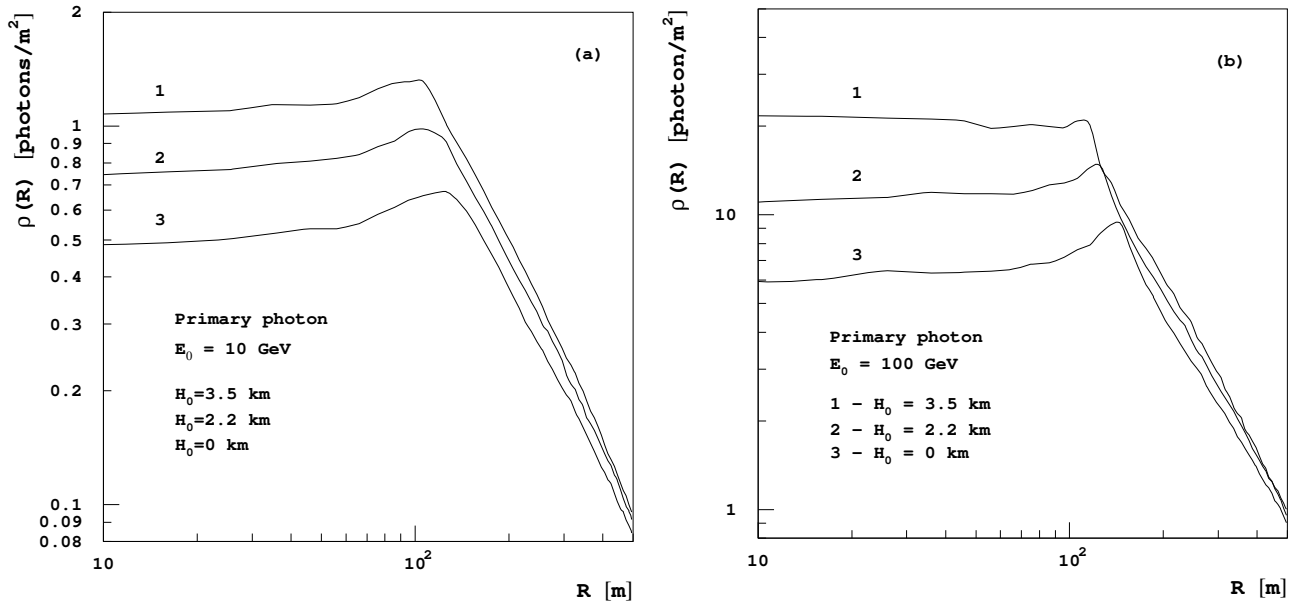 ρ(R) [photons/m²]
2
1
0.9
0.8
0.7
0.6
0.5
0.4
0.3
0.2
0.1
0.09
0.08
(a)
1
2
3
Primary photon
E₀ = 10 GeV
H₀=3.5 km
H₀=2.2 km
H₀=0 km
10
10²
R [m]
ρ(R) [photon/m²]
10
1
(b)
1
2
3
Primary photon
E₀ = 100 GeV
1 – H₀ = 3.5 km
2 – H₀ = 2.2 km
3 – H₀ = 0 km
10
10²
R [m]